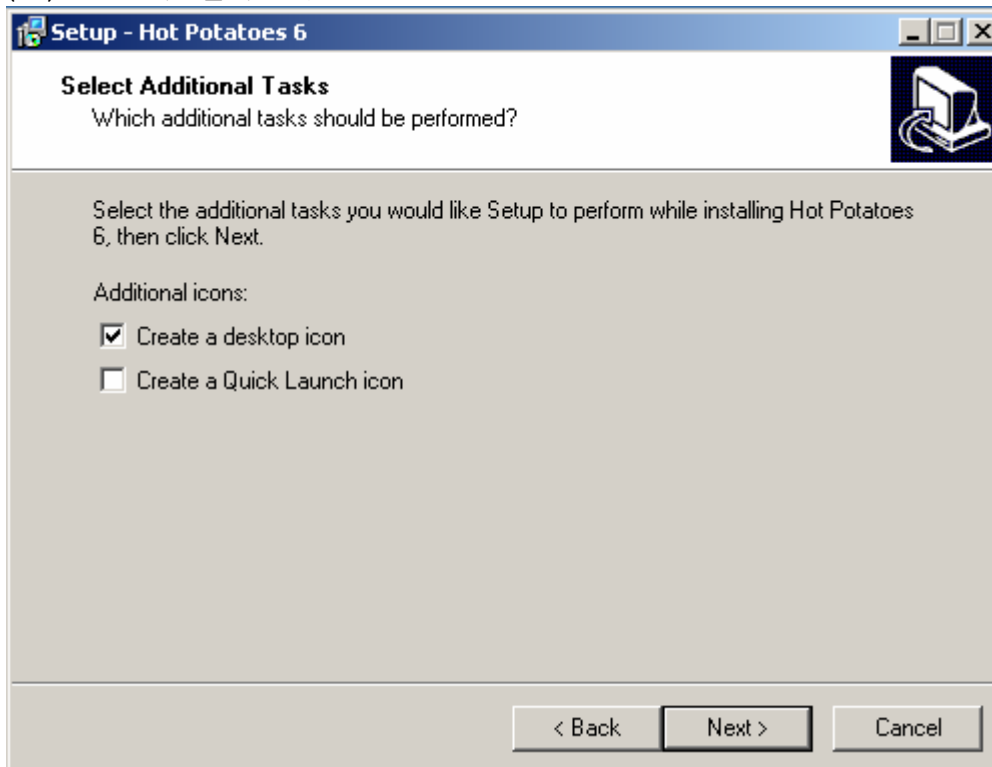 Setup - Hot Potatoes 6
Select Additional Tasks
Which additional tasks should be performed?
Select the additional tasks you would like Setup to perform while installing Hot Potatoes
6, then click Next.
Additional icons:
Create a desktop icon
Create a Quick Launch icon
< Back
Next >
Cancel